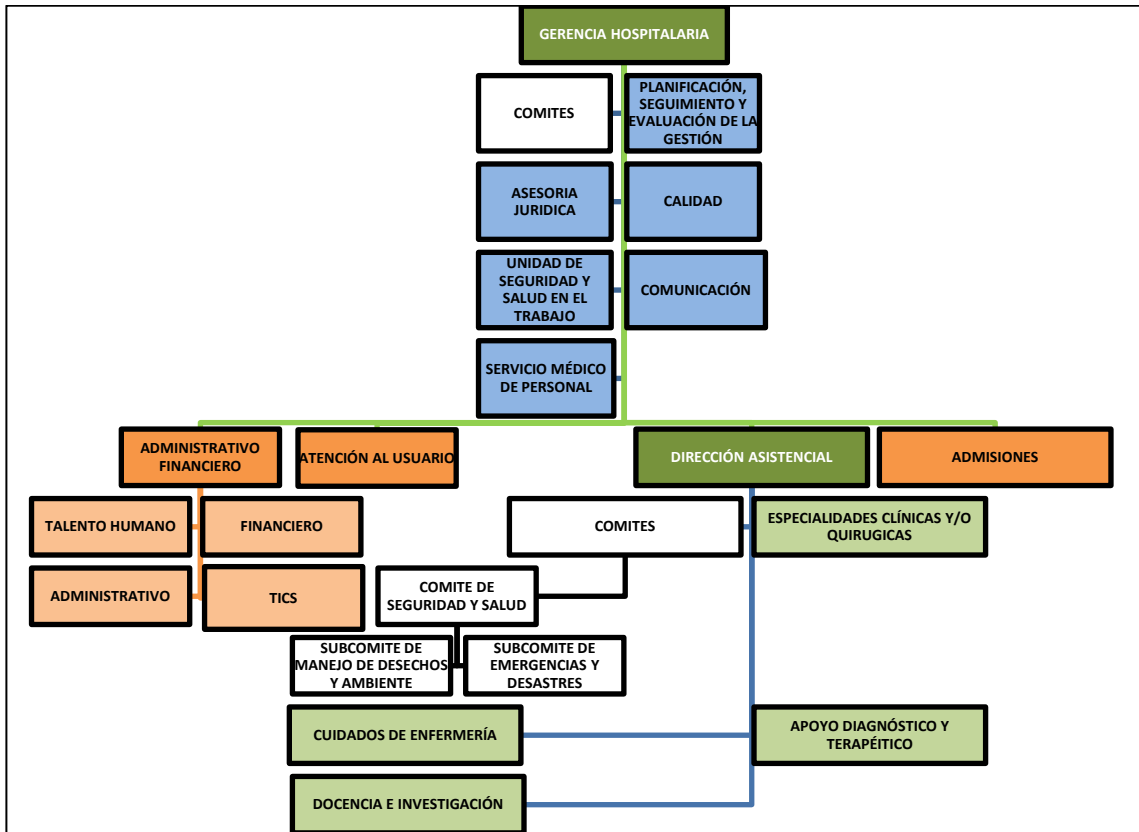 GERENCIA HOSPITALARIA
COMITES
PLANIFICACIÓN,
SEGUIMIENTO Y
EVALUACIÓN DE LA
GESTIÓN
ASESORIA
JURIDICA
CALIDAD
UNIDAD DE
SEGURIDAD Y
SALUD EN EL
TRABAJO
COMUNICACIÓN
SERVICIO MÉDICO
DE PERSONAL
ADMINISTRATIVO
FINANCIERO
ATENCIÓN AL USUARIO
DIRECCIÓN ASISTENCIAL
ADMISIONES
TALENTO HUMANO
FINANCIERO
COMITES
ESPECIALIDADES CLÍNICAS Y/O
QUIRUGICAS
ADMINISTRATIVO
TICS
COMITE DE
SEGURIDAD Y SALUD
SUBCOMITE DE
MANEJO DE DESECHOS
Y AMBIENTE
SUBCOMITE DE
EMERGENCIAS Y
DESASTRES
CUIDADOS DE ENFERMERÍA
APOYO DIAGNÓSTICO Y
TERAPÉITICO
DOCENCIA E INVESTIGACIÓN